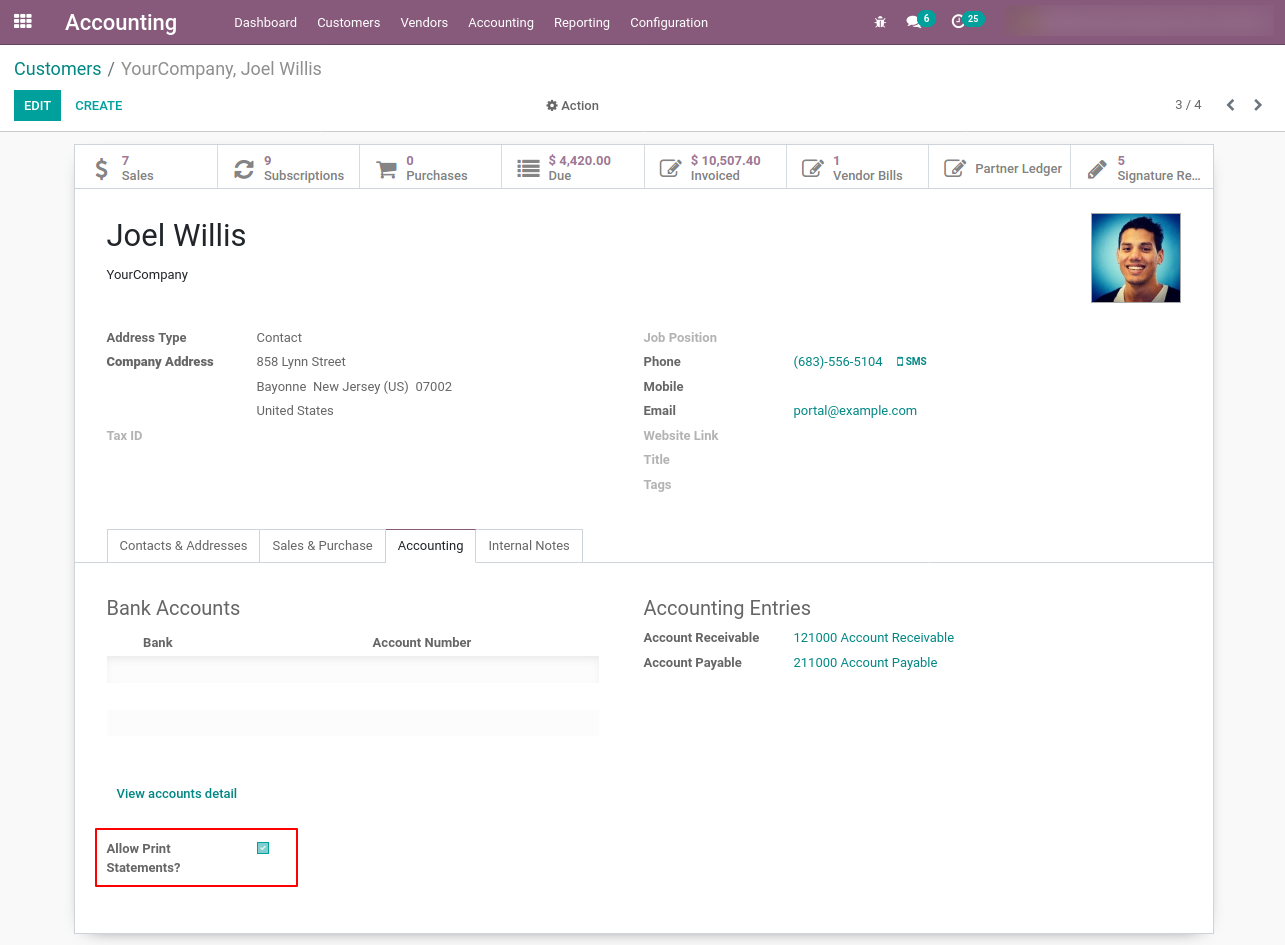 Accounting
Dashboard Customers Vendors Accounting Reporting Configuration
6 25
Customers / YourCompany, Joel Willis
EDIT CREATE
Action
3 / 4
7
Sales
9
Subscriptions
0
Purchases
$ 4,420.00
Due
$ 10,507.40
Invoiced
1
Vendor Bills
Partner Ledger
5
Signature Re...
Joel Willis
YourCompany
Address Type Contact
Company Address 858 Lynn Street
Bayonne New Jersey (US) 07002
United States
Tax ID
Job Position
Phone (683)-556-5104 SMS
Mobile
Email portal@example.com
Website Link
Title
Tags
Contacts & Addresses Sales & Purchase Accounting Internal Notes
Bank Accounts
Bank Account Number
View accounts detail
Allow Print
Statements?
Accounting Entries
Account Receivable 121000 Account Receivable
Account Payable 211000 Account Payable